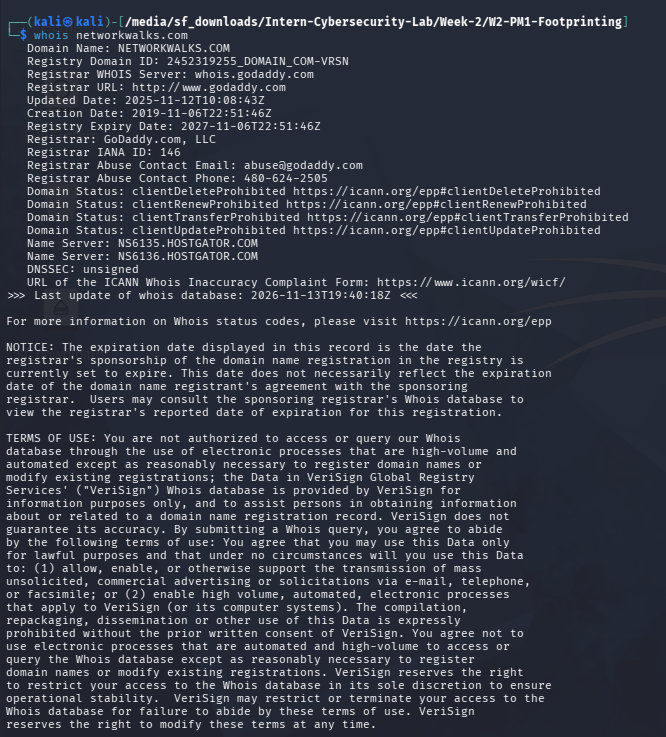 ┌──(kali㉿kali)-[/media/sf_downloads/Intern-Cybersecurity-Lab/Week-2/W2-PM1-Footprinting]
└─$ whois networkwalks.com
Domain Name: NETWORKWALKS.COM
Registry Domain ID: 2452319255_DOMAIN_COM-VRSN
Registrar WHOIS Server: whois.godaddy.com
Registrar URL: http://www.godaddy.com
Updated Date: 2025-11-12T10:08:43Z
Creation Date: 2019-11-06T22:51:46Z
Registry Expiry Date: 2027-11-06T22:51:46Z
Registrar: GoDaddy.com, LLC
Registrar IANA ID: 146
Registrar Abuse Contact Email: abuse@godaddy.com
Registrar Abuse Contact Phone: 480-624-2505
Domain Status: clientDeleteProhibited https://icann.org/epp#clientDeleteProhibited
Domain Status: clientRenewProhibited https://icann.org/epp#clientRenewProhibited
Domain Status: clientTransferProhibited https://icann.org/epp#clientTransferProhibited
Domain Status: clientUpdateProhibited https://icann.org/epp#clientUpdateProhibited
Name Server: NS6135.HOSTGATOR.COM
Name Server: NS6136.HOSTGATOR.COM
DNSSEC: unsigned
URL of the ICANN Whois Inaccuracy Complaint Form: https://www.icann.org/wicf/
>>> Last update of whois database: 2026-11-13T19:40:18Z <<<
For more information on Whois status codes, please visit https://icann.org/epp
NOTICE: The expiration date displayed in this record is the date the
registrar's sponsorship of the domain name registration in the registry is
currently set to expire. This date does not necessarily reflect the expiration
date of the domain name registrant's agreement with the sponsoring
registrar.  Users may consult the sponsoring registrar's Whois database to
view the registrar's reported date of expiration for this registration.
TERMS OF USE: You are not authorized to access or query our Whois
database through the use of electronic processes that are high-volume and
automated except as reasonably necessary to register domain names or
modify existing registrations; the Data in VeriSign Global Registry
Services' ("VeriSign") Whois database is provided by VeriSign for
information purposes only, and to assist persons in obtaining information
about or related to a domain name registration record. VeriSign does not
guarantee its accuracy. By submitting a Whois query, you agree to abide
by the following terms of use: You agree that you may use this Data only
for lawful purposes and that under no circumstances will you use this Data
to: (1) allow, enable, or otherwise support the transmission of mass
unsolicited, commercial advertising or solicitations via e-mail, telephone,
or facsimile; or (2) enable high volume, automated, electronic processes
that apply to VeriSign (or its computer systems). The compilation,
repackaging, dissemination or other use of this Data is expressly
prohibited without the prior written consent of VeriSign. You agree not to
use electronic processes that are automated and high-volume to access or
query the Whois database except as reasonably necessary to register
domain names or modify existing registrations. VeriSign reserves the right
to restrict your access to the Whois database in its sole discretion to ensure
operational stability.  VeriSign may restrict or terminate your access to the
Whois database for failure to abide by these terms of use. VeriSign
reserves the right to modify these terms at any time.